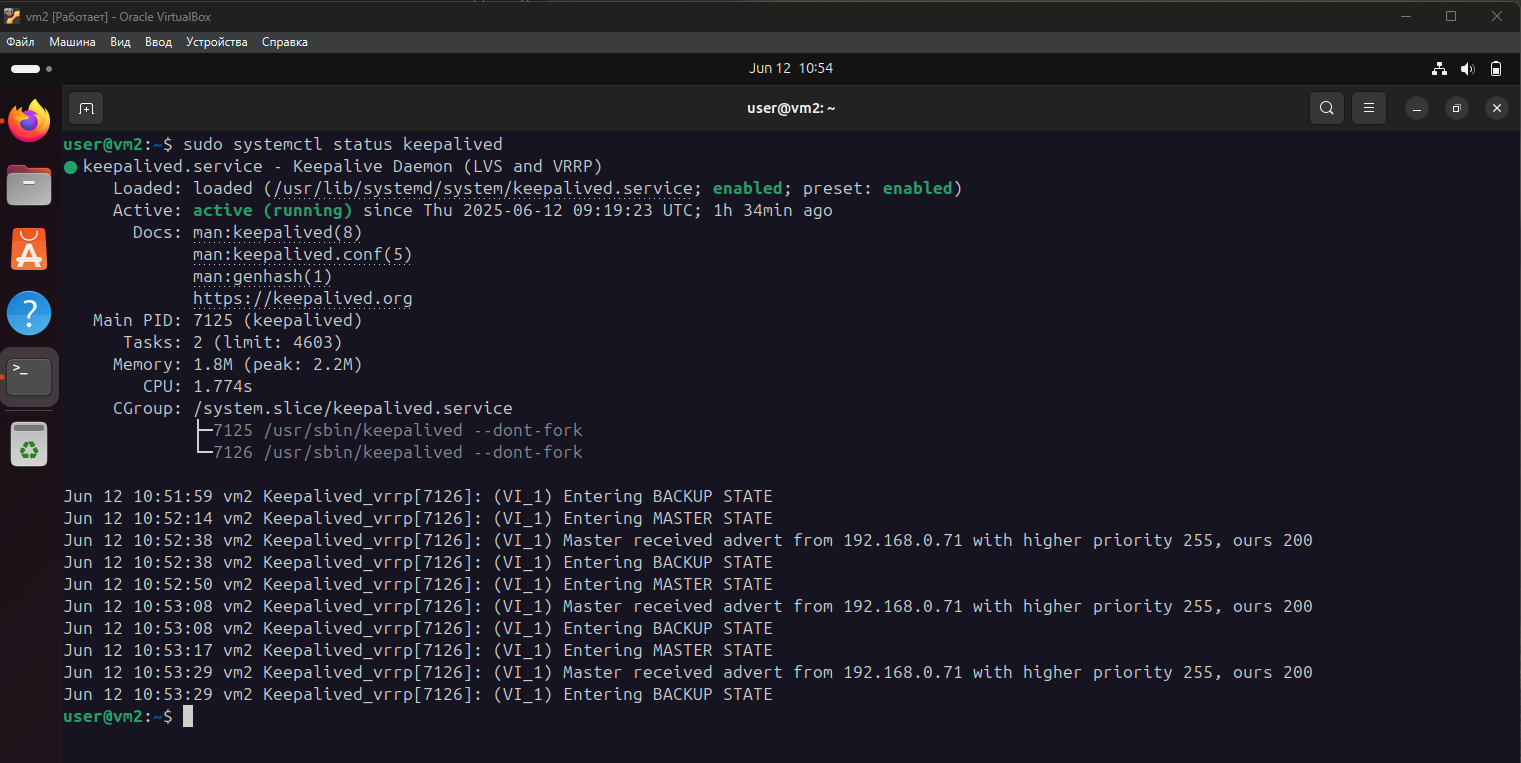 vm2 [Работает] - Oracle VirtualBox
Файл Машина Вид Ввод Устройства Справка
Jun 12 10:54
user@vm2: ~
user@vm2:~$ sudo systemctl status keepalived
● keepalived.service - Keepalive Daemon (LVS and VRRP)
Loaded: loaded (/usr/lib/systemd/system/keepalived.service; enabled; preset: enabled)
Active: active (running) since Thu 2025-06-12 09:19:23 UTC; 1h 34min ago
Docs: man:keepalived(8)
man:keepalived.conf(5)
man:genhash(1)
https://keepalived.org
Main PID: 7125 (keepalived)
Tasks: 2 (limit: 4603)
Memory: 1.8M (peak: 2.2M)
CPU: 1.774s
CGroup: /system.slice/keepalived.service
├─7125 /usr/sbin/keepalived --dont-fork
└─7126 /usr/sbin/keepalived --dont-fork
Jun 12 10:51:59 vm2 Keepalived_vrrp[7126]: (VI_1) Entering BACKUP STATE
Jun 12 10:52:14 vm2 Keepalived_vrrp[7126]: (VI_1) Entering MASTER STATE
Jun 12 10:52:38 vm2 Keepalived_vrrp[7126]: (VI_1) Master received advert from 192.168.0.71 with higher priority 255, ours 200
Jun 12 10:52:38 vm2 Keepalived_vrrp[7126]: (VI_1) Entering BACKUP STATE
Jun 12 10:52:50 vm2 Keepalived_vrrp[7126]: (VI_1) Entering MASTER STATE
Jun 12 10:53:08 vm2 Keepalived_vrrp[7126]: (VI_1) Master received advert from 192.168.0.71 with higher priority 255, ours 200
Jun 12 10:53:08 vm2 Keepalived_vrrp[7126]: (VI_1) Entering BACKUP STATE
Jun 12 10:53:17 vm2 Keepalived_vrrp[7126]: (VI_1) Entering MASTER STATE
Jun 12 10:53:29 vm2 Keepalived_vrrp[7126]: (VI_1) Master received advert from 192.168.0.71 with higher priority 255, ours 200
Jun 12 10:53:29 vm2 Keepalived_vrrp[7126]: (VI_1) Entering BACKUP STATE
user@vm2:~$